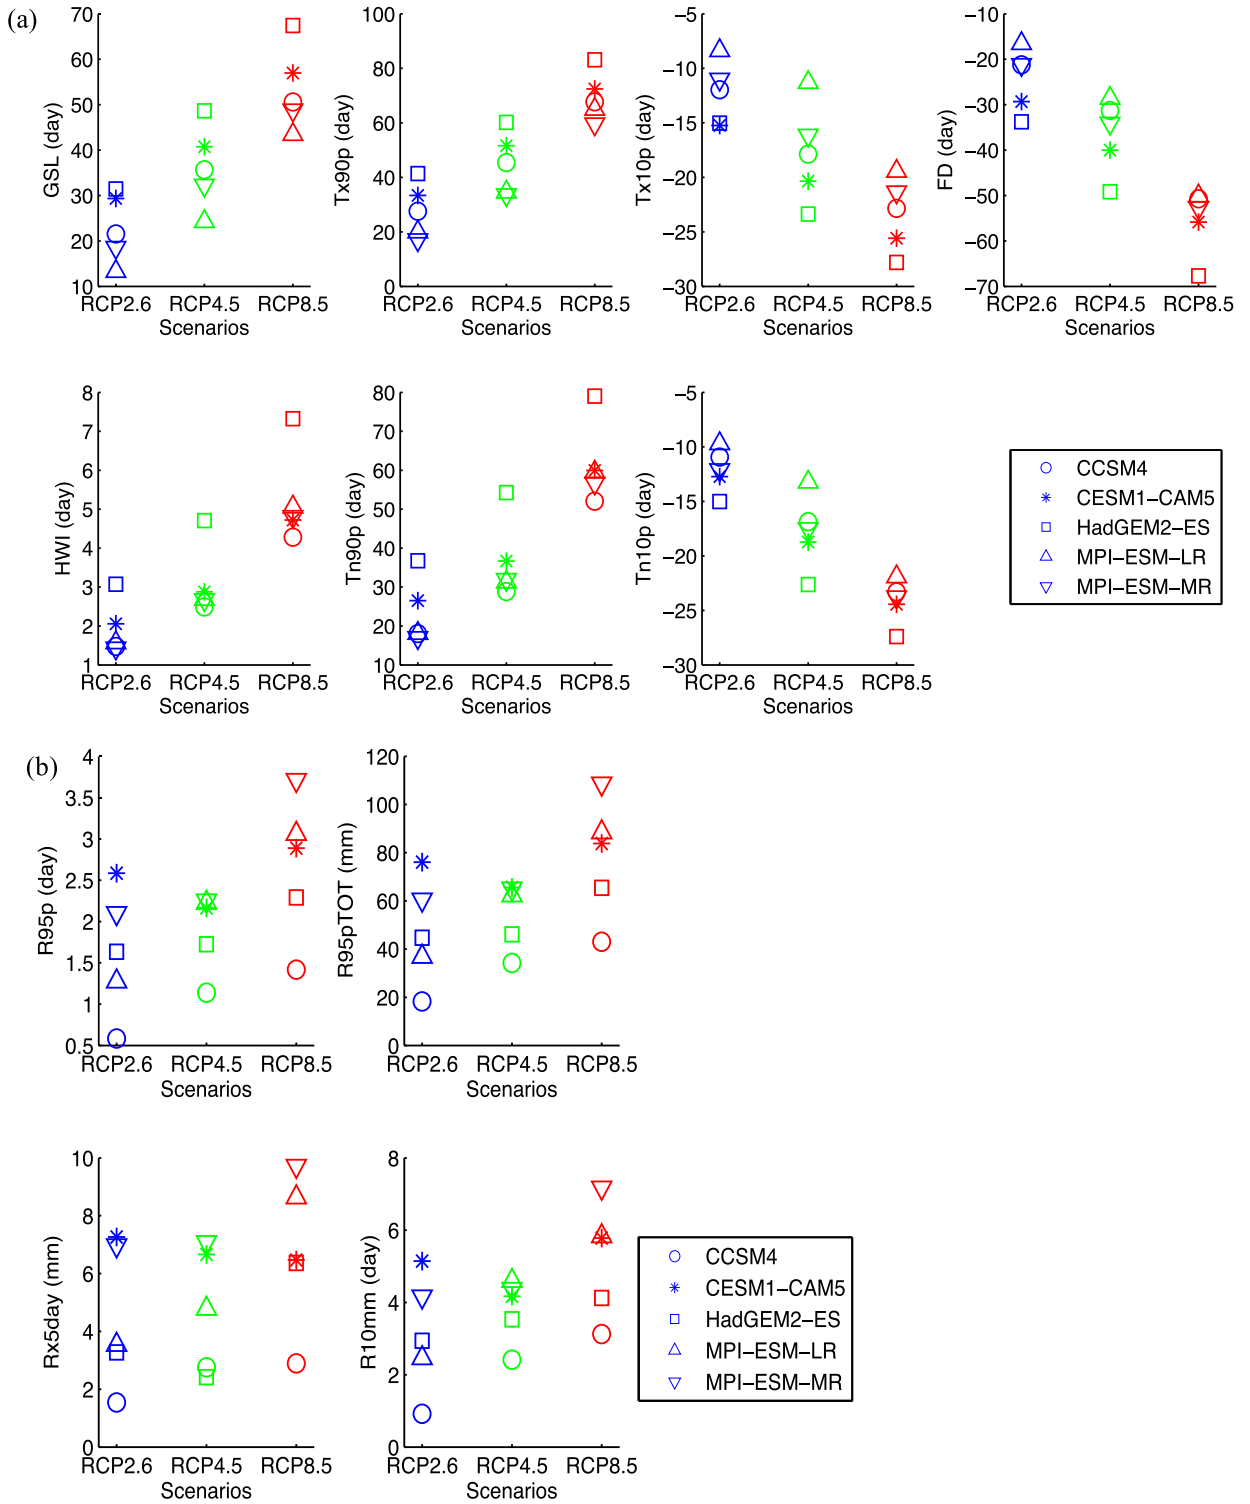 (a)
GSL (day)
70
60
50
40
30
20
10
RCP2.6 RCP4.5 RCP8.5
Scenarios
Tx90p (day)
100
80
60
40
20
0
RCP2.6 RCP4.5 RCP8.5
Scenarios
Tx10p (day)
−5
−10
−15
−20
−25
−30
RCP2.6 RCP4.5 RCP8.5
Scenarios
FD (day)
−10
−20
−30
−40
−50
−60
−70
RCP2.6 RCP4.5 RCP8.5
Scenarios
HWI (day)
8
7
6
5
4
3
2
1
RCP2.6 RCP4.5 RCP8.5
Scenarios
Tn90p (day)
80
70
60
50
40
30
20
10
RCP2.6 RCP4.5 RCP8.5
Scenarios
Tn10p (day)
−5
−10
−15
−20
−25
−30
RCP2.6 RCP4.5 RCP8.5
Scenarios
CCSM4
CESM1−CAM5
HadGEM2−ES
MPI−ESM−LR
MPI−ESM−MR
(b)
R95p (day)
4
3.5
3
2.5
2
1.5
1
0.5
RCP2.6 RCP4.5 RCP8.5
Scenarios
R95pTOT (mm)
120
100
80
60
40
20
0
RCP2.6 RCP4.5 RCP8.5
Scenarios
Rx5day (mm)
10
8
6
4
2
0
RCP2.6 RCP4.5 RCP8.5
Scenarios
R10mm (day)
8
6
4
2
0
RCP2.6 RCP4.5 RCP8.5
Scenarios
CCSM4
CESM1−CAM5
HadGEM2−ES
MPI−ESM−LR
MPI−ESM−MR